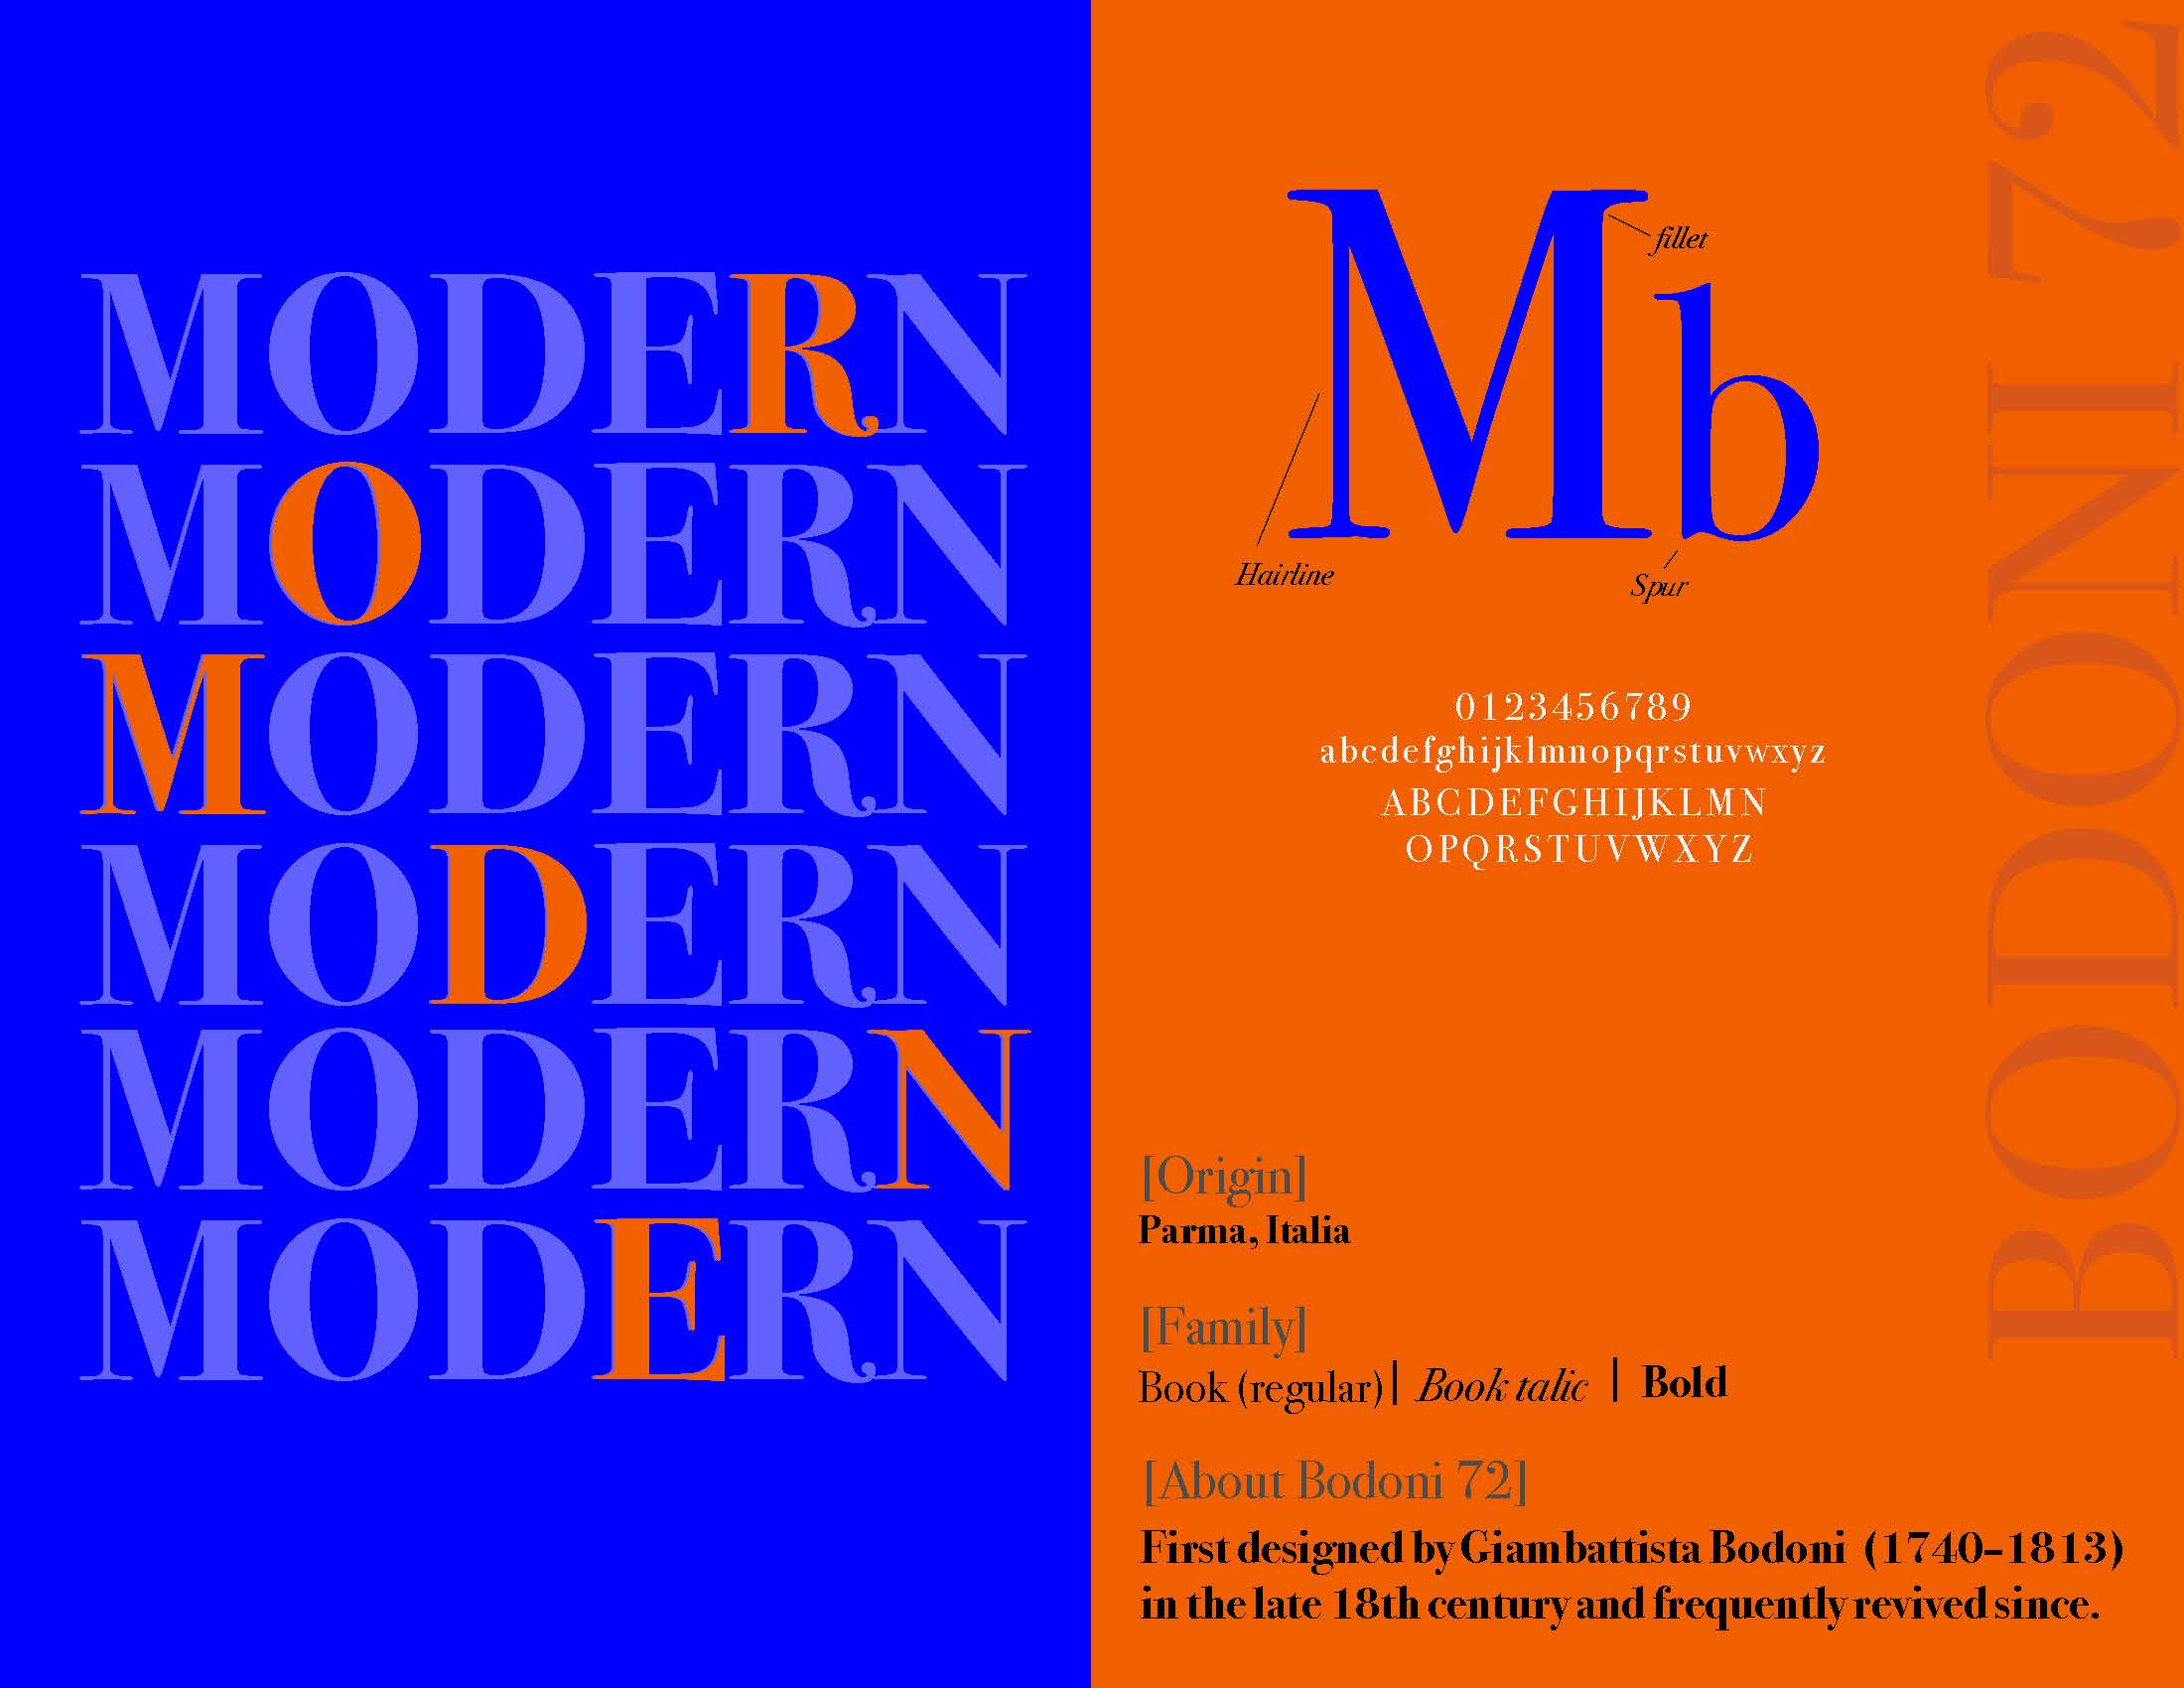 MODERN
MODERN
MODERN
MODERN
MODERN
MODERN
Mb
fillet
Hairline
Spur
0123456789
abcdefghijklmnopqrstuvwxyz
ABCDEFGHIJKLMN
OPQRSTUVWXYZ
[Origin]
Parma, Italia
[Family]
Book (regular) | Book talic | Bold
[About Bodoni 72]
First designed by Giambattista Bodoni (1740–1813)
in the late 18th century and frequently revived since.
BODONI 72